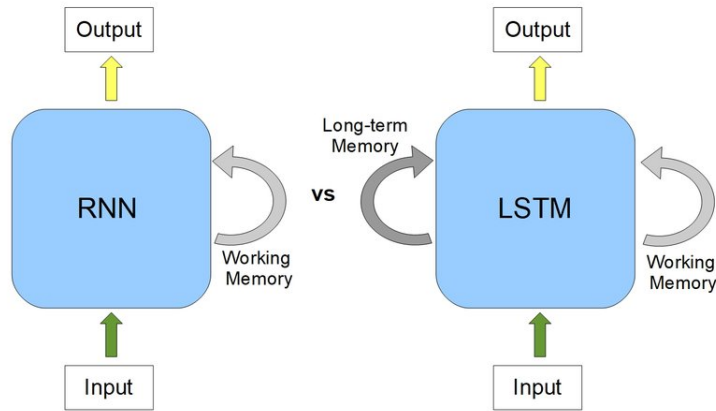 Output
RNN
Working
Memory
Input
vs
Output
Long-term
Memory
LSTM
Working
Memory
Input